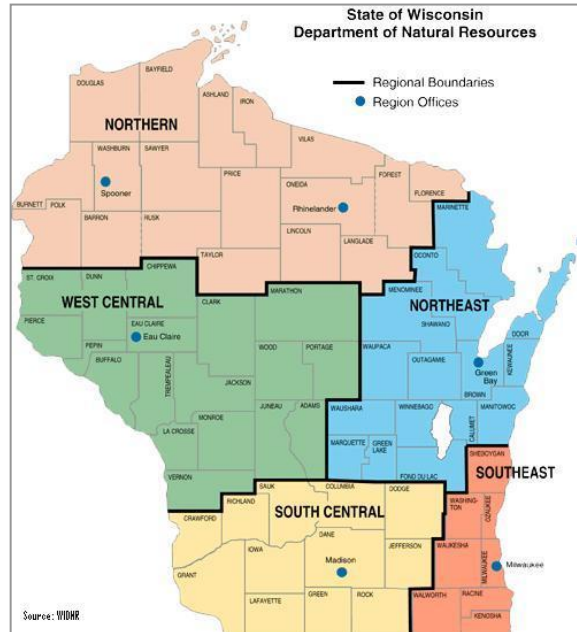 State of Wisconsin
Department of Natural Resources
Regional Boundaries
Region Offices
BAYFIELD
DOUGLAS
ASHLAND
IRON
NORTHERN
VILAS
WASHBURN
SAWYER
PRICE
FOREST
FLORENCE
ONEIDA
Spooner
Rhinelander
MARINETTE
BURNETT
POLK
BARRON
RUSK
LINCOLN
LANGLADE
TAYLOR
OCONTO
CHIPPEWA
ST. CROIX
DUNN
MARATHON
MENOMINEE
WEST CENTRAL
CLARK
NORTHEAST
PIERCE
EAU CLAIRE
Eau Claire
SHAWANO
DOOR
PEPIN
WOOD
PORTAGE
WAUPACA
KEWAUNEE
BUFFALO
OUTAGAMIE
Green
Bay
TREMPEALEAU
JACKSON
BROWN
JUNEAU
ADAMS
WAUSHARA
WINNEBAGO
CALUMET
MANITOWOC
MONROE
LA CROSSE
MARQUETTE
GREEN
LAKE
SHEBOYGAN
VERNON
FOND DU LAC
SOUTHEAST
SAUK
COLUMBIA
DODGE
RICHLAND
WASHING-
TON
OZAUKEE
CRAWFORD
SOUTH CENTRAL
DANE
IOWA
JEFFERSON
WAUKESHA
MILWAUKEE
Milwaukee
GRANT
Madison
LAFAYETTE
GREEN
ROCK
WALWORTH
RACINE
KENOSHA
Source: WIDNR